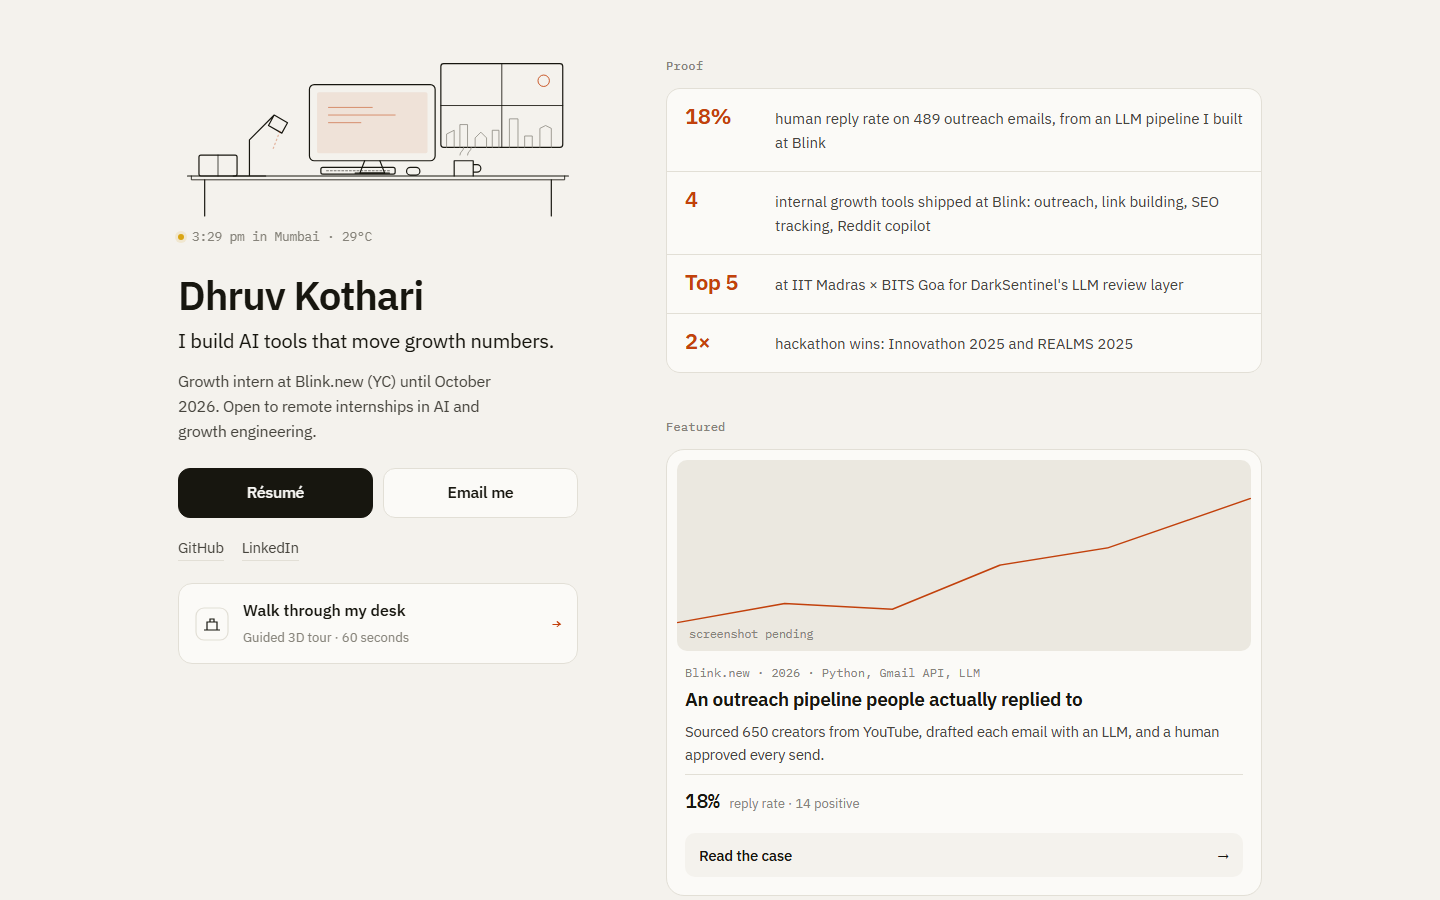 3:29 pm in Mumbai · 29°C
Dhruv Kothari
I build AI tools that move growth numbers.
Growth intern at Blink.new (YC) until October
2026. Open to remote internships in AI and
growth engineering.
Résumé
Email me
GitHub
LinkedIn
Walk through my desk
Guided 3D tour · 60 seconds
→
Proof
18%
human reply rate on 489 outreach emails, from an LLM pipeline I built
at Blink
4
internal growth tools shipped at Blink: outreach, link building, SEO
tracking, Reddit copilot
Top 5
at IIT Madras × BITS Goa for DarkSentinel's LLM review layer
2×
hackathon wins: Innovathon 2025 and REALMS 2025
Featured
screenshot pending
Blink.new · 2026 · Python, Gmail API, LLM
An outreach pipeline people actually replied to
Sourced 650 creators from YouTube, drafted each email with an LLM, and a human
approved every send.
18% reply rate · 14 positive
Read the case →